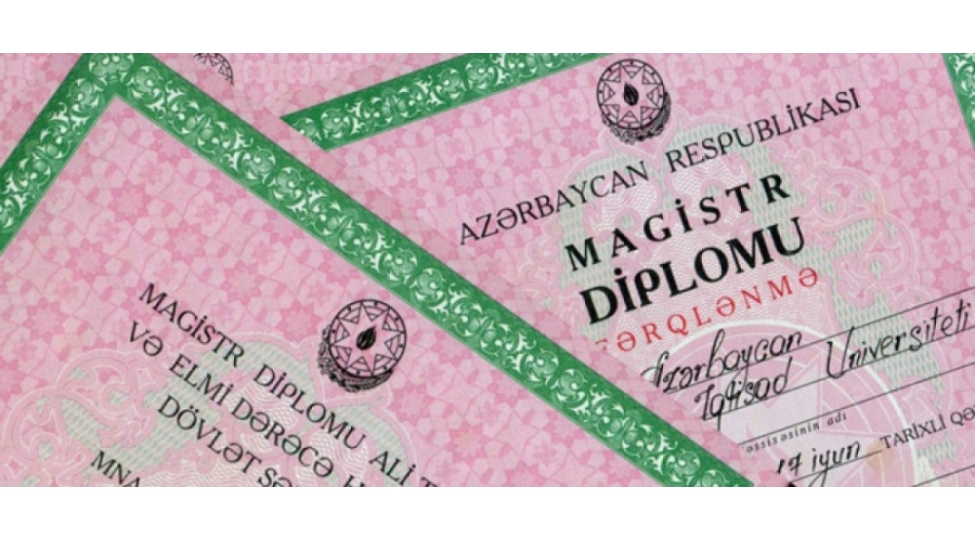 AZƏRBAYCAN RESPUBLİKASI
MAGİSTR
DİPLOMU
FƏRQLƏNMƏ
Azərbaycan
İqtisad Universiteti
17 iyun TARİXLİ
MAGİSTR DİPLOMU ALİ
VƏ ELMİ DƏRƏCƏ
DÖVLƏT
MNA